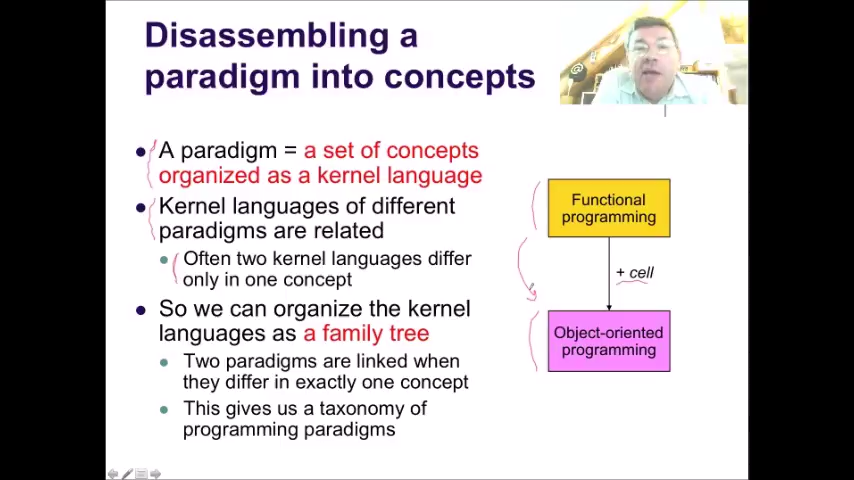 Disassembling a
paradigm into concepts
A paradigm = a set of concepts
organized as a kernel language
Kernel languages of different
paradigms are related
Often two kernel languages differ
only in one concept
So we can organize the kernel
languages as a family tree
Two paradigms are linked when
they differ in exactly one concept
This gives us a taxonomy of
programming paradigms
Functional
programming
+ cell
Object-oriented
programming